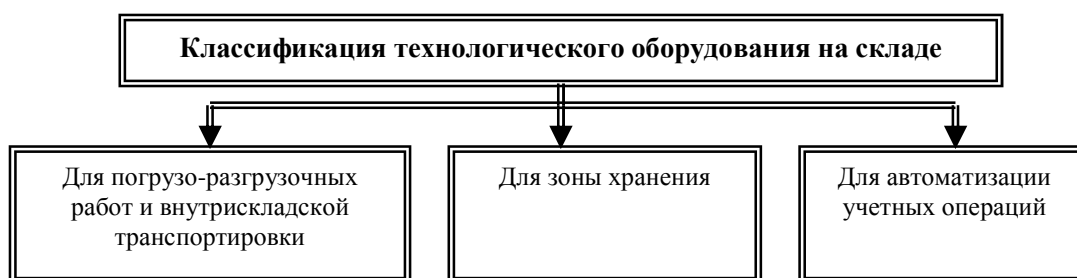 Классификация технологического оборудования на складе
Для погрузо-разгрузочных
работ и внутрискладской
транспортировки
Для зоны хранения
Для автоматизации
учетных операций